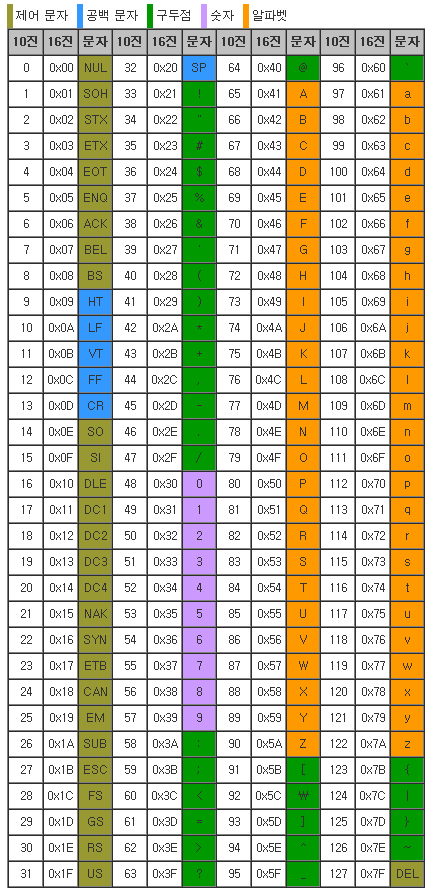 제어 문자 공백 문자 구두점 숫자 알파벳
10진 16진 문자 10진 16진 문자 10진 16진 문자 10진 16진 문자
0 0x00 NUL 32 0x20 SP 64 0x40 @ 96 0x60 `
1 0x01 SOH 33 0x21 ! 65 0x41 A 97 0x61 a
2 0x02 STX 34 0x22 " 66 0x42 B 98 0x62 b
3 0x03 ETX 35 0x23 # 67 0x43 C 99 0x63 c
4 0x04 EOT 36 0x24 $ 68 0x44 D 100 0x64 d
5 0x05 ENQ 37 0x25 % 69 0x45 E 101 0x65 e
6 0x06 ACK 38 0x26 & 70 0x46 F 102 0x66 f
7 0x07 BEL 39 0x27 ' 71 0x47 G 103 0x67 g
8 0x08 BS 40 0x28 ( 72 0x48 H 104 0x68 h
9 0x09 HT 41 0x29 ) 73 0x49 I 105 0x69 i
10 0x0A LF 42 0x2A * 74 0x4A J 106 0x6A j
11 0x0B VT 43 0x2B + 75 0x4B K 107 0x6B k
12 0x0C FF 44 0x2C , 76 0x4C L 108 0x6C l
13 0x0D CR 45 0x2D - 77 0x4D M 109 0x6D m
14 0x0E SO 46 0x2E . 78 0x4E N 110 0x6E n
15 0x0F SI 47 0x2F / 79 0x4F O 111 0x6F o
16 0x10 DLE 48 0x30 0 80 0x50 P 112 0x70 p
17 0x11 DC1 49 0x31 1 81 0x51 Q 113 0x71 q
18 0x12 DC2 50 0x32 2 82 0x52 R 114 0x72 r
19 0x13 DC3 51 0x33 3 83 0x53 S 115 0x73 s
20 0x14 DC4 52 0x34 4 84 0x54 T 116 0x74 t
21 0x15 NAK 53 0x35 5 85 0x55 U 117 0x75 u
22 0x16 SYN 54 0x36 6 86 0x56 V 118 0x76 v
23 0x17 ETB 55 0x37 7 87 0x57 W 119 0x77 w
24 0x18 CAN 56 0x38 8 88 0x58 X 120 0x78 x
25 0x19 EM 57 0x39 9 89 0x59 Y 121 0x79 y
26 0x1A SUB 58 0x3A : 90 0x5A Z 122 0x7A z
27 0x1B ESC 59 0x3B ; 91 0x5B [ 123 0x7B {
28 0x1C FS 60 0x3C < 92 0x5C ₩ 124 0x7C |
29 0x1D GS 61 0x3D = 93 0x5D ] 125 0x7D }
30 0x1E RS 62 0x3E > 94 0x5E ^ 126 0x7E ~
31 0x1F US 63 0x3F ? 95 0x5F _ 127 0x7F DEL